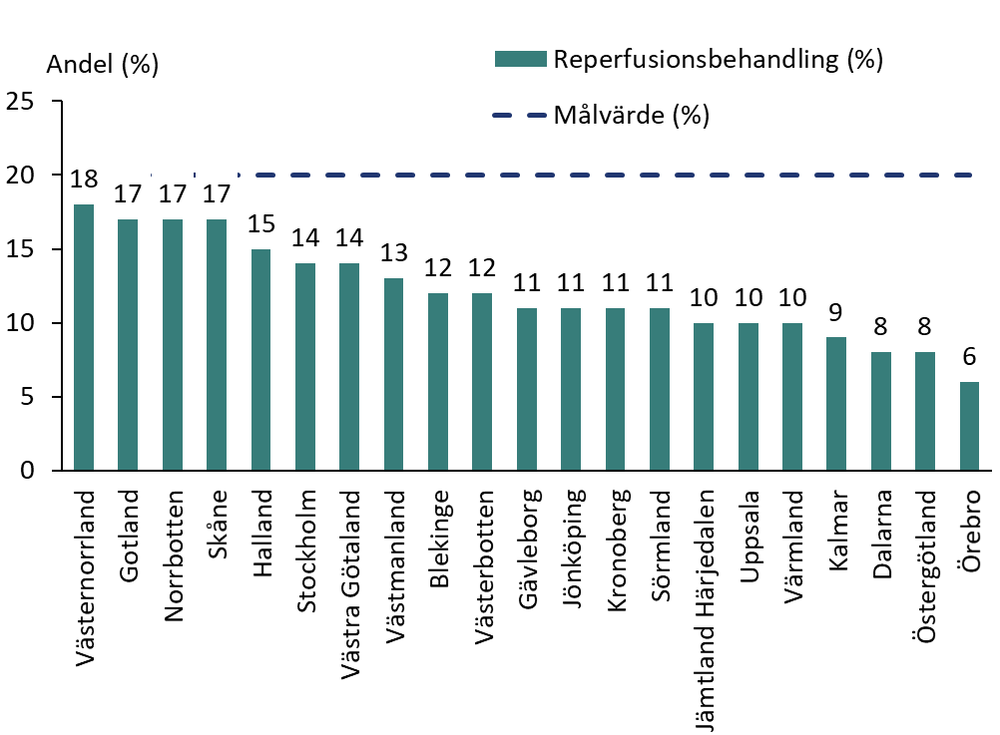 Andel (%)
Reperfusionsbehandling (%)
Målvärde (%)
25
20
15
10
5
0
18
17
17
17
15
14
14
13
12
12
11
11
11
11
10
10
10
9
8
8
6
Västernorrland
Gotland
Norrbotten
Skåne
Halland
Stockholm
Västra Götaland
Västmanland
Blekinge
Västerbotten
Gävleborg
Jönköping
Kronoberg
Sörmland
Jämtland Härjedalen
Uppsala
Värmland
Kalmar
Dalarna
Östergötland
Örebro